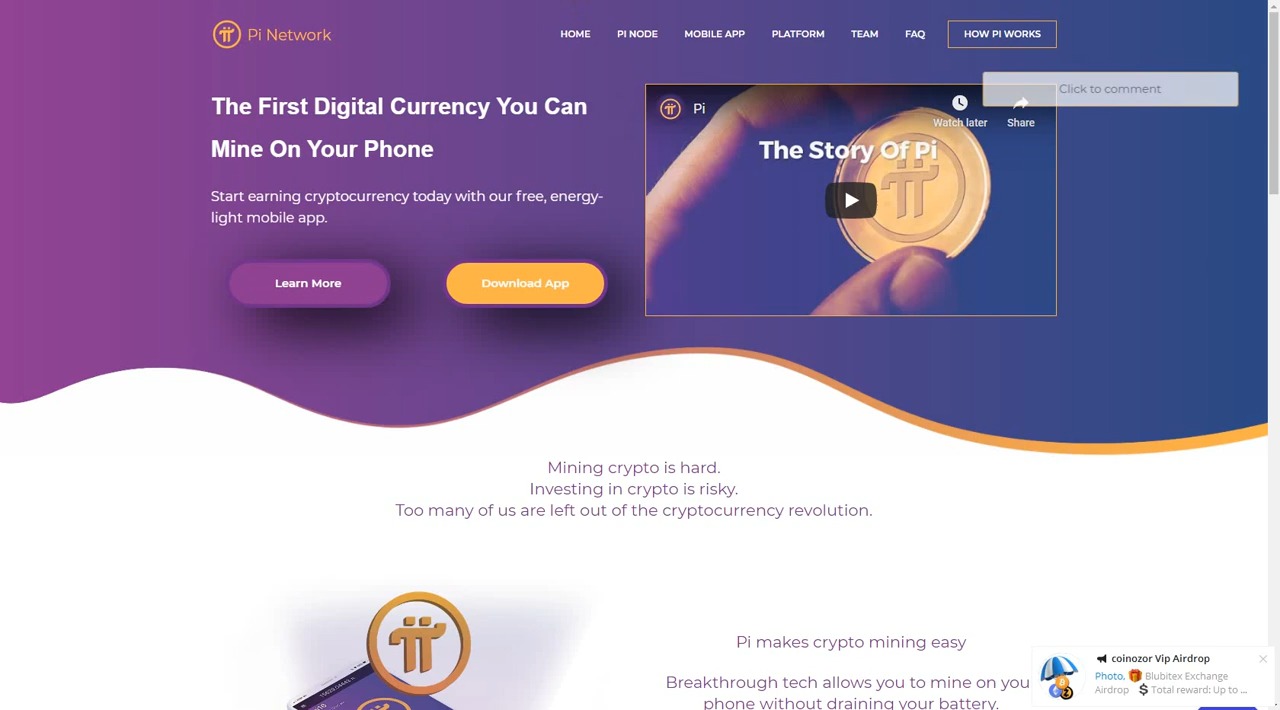 Pi Network
HOME PI NODE MOBILE APP PLATFORM TEAM FAQ HOW PI WORKS
Click to comment
The First Digital Currency You Can
Mine On Your Phone
Start earning cryptocurrency today with our free, energy-
light mobile app.
Learn More
Download App
Pi
Watch later
Share
The Story Of Pi
Mining crypto is hard.
Investing in crypto is risky.
Too many of us are left out of the cryptocurrency revolution.
Pi makes crypto mining easy
Breakthrough tech allows you to mine on you
phone without draining your battery.
coinozor Vip Airdrop
Photo, 🎁 Blubitex Exchange
Airdrop 💲 Total reward: Up to ...